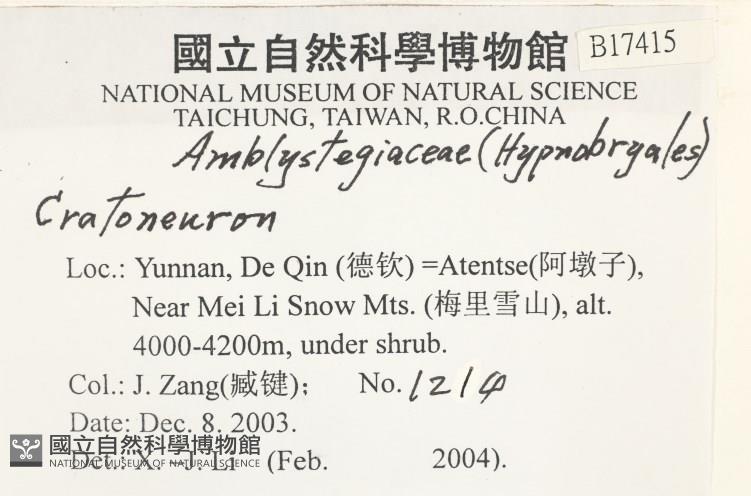 國立自然科學博物館
B17415
NATIONAL MUSEUM OF NATURAL SCIENCE
TAICHUNG, TAIWAN, R.O.CHINA
Amblystegiaceae (Hypnobryales)
Cratoneuron
Loc.: Yunnan, De Qin (德钦) =Atentse(阿墩子),
Near Mei Li Snow Mts. (梅里雪山), alt.
4000-4200m, under shrub.
Col.: J. Zang(臧键); No. 1214
Date: Dec. 8. 2003.
Det.: X. -J. Li (Feb. 2004).
國立自然科學博物館
NATIONAL MUSEUM OF NATURAL SCIENCE